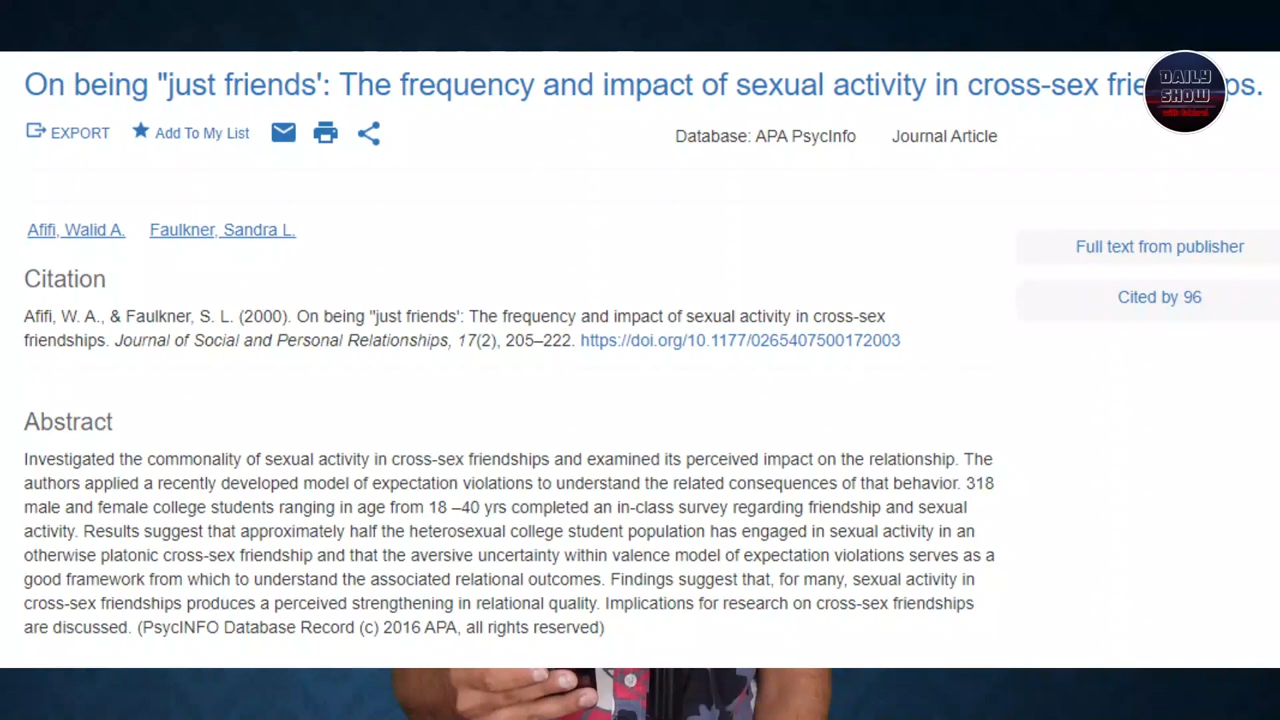 On being "just friends': The frequency and impact of sexual activity in cross-sex ps.
DAILY
SHOW
EXPORT
Add To My List
Database: APA PsycInfo
Journal Article
Afifi, Walid A.
Faulkner, Sandra L.
Full text from publisher
Citation
Cited by 96
Afifi, W. A., & Faulkner, S. L. (2000). On being "just friends': The frequency and impact of sexual activity in cross-sex
friendships. Journal of Social and Personal Relationships, 17(2), 205–222. https://doi.org/10.1177/0265407500172003
Abstract
Investigated the commonality of sexual activity in cross-sex friendships and examined its perceived impact on the relationship. The
authors applied a recently developed model of expectation violations to understand the related consequences of that behavior. 318
male and female college students ranging in age from 18 –40 yrs completed an in-class survey regarding friendship and sexual
activity. Results suggest that approximately half the heterosexual college student population has engaged in sexual activity in an
otherwise platonic cross-sex friendship and that the aversive uncertainty within valence model of expectation violations serves as a
good framework from which to understand the associated relational outcomes. Findings suggest that, for many, sexual activity in
cross-sex friendships produces a perceived strengthening in relational quality. Implications for research on cross-sex friendships
are discussed. (PsycINFO Database Record (c) 2016 APA, all rights reserved)